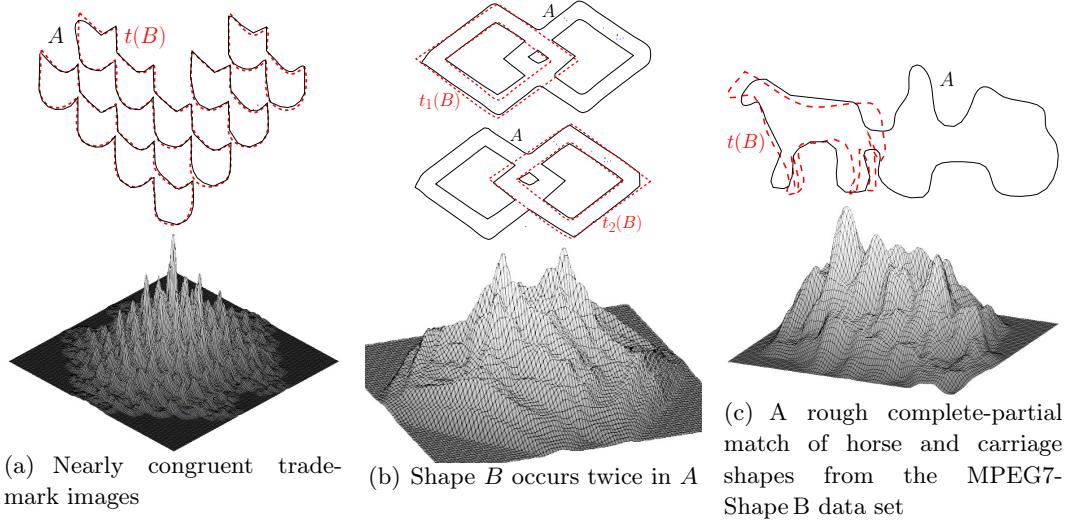 A
t(B)
(a) Nearly congruent trade-
mark images
A
t₁(B)
A
t₂(B)
(b) Shape B occurs twice in A
A
t(B)
(c) A rough complete-partial
match of horse and carriage
shapes from the MPEG7-
Shape B data set